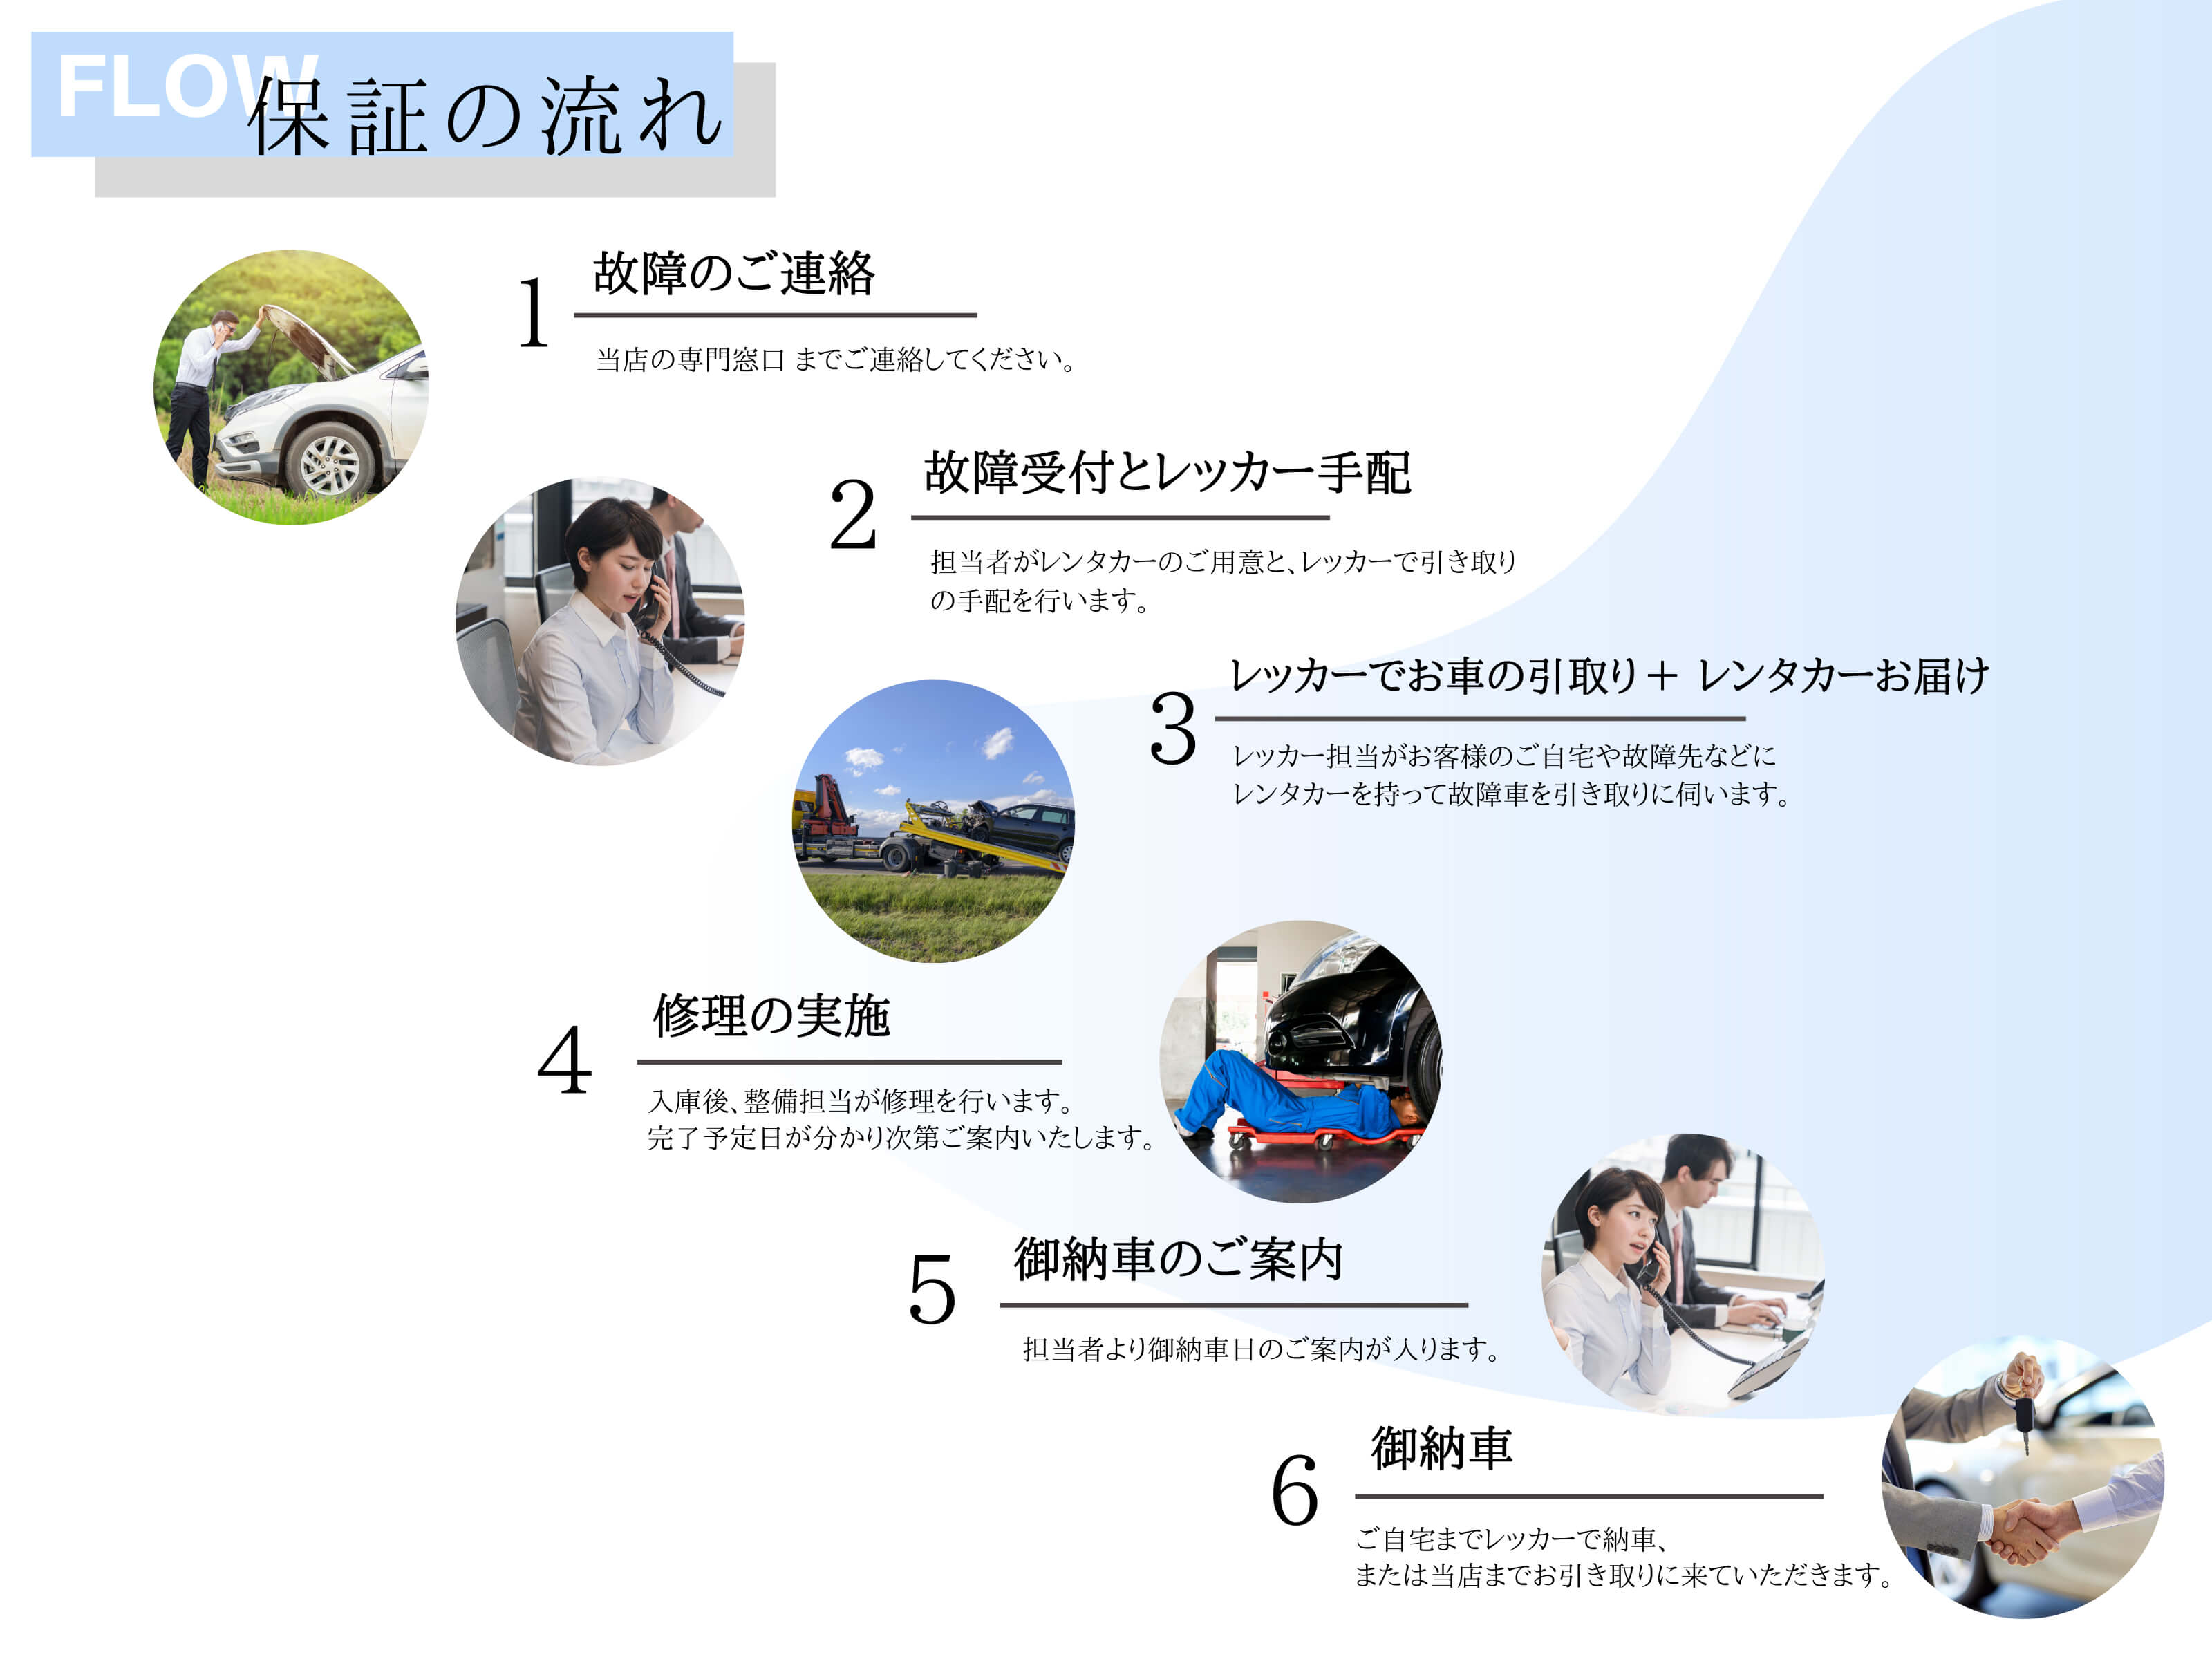 FLOW
保証の流れ
1
故障のご連絡
当店の専門窓口 までご連絡してください。
2
故障受付とレッカー手配
担当者がレンタカーのご用意と、レッカーで引き取り
の手配を行います。
3
レッカーでお車の引取り＋ レンタカーお届け
レッカー担当がお客様のご自宅や故障先などに
レンタカーを持って故障車を引き取りに伺います。
4
修理の実施
入庫後、整備担当が修理を行います。
完了予定日が分かり次第ご案内いたします。
5
御納車のご案内
担当者より御納車日のご案内が入ります。
6
御納車
ご自宅までレッカーで納車、
または当店までお引き取りに来ていただきます。